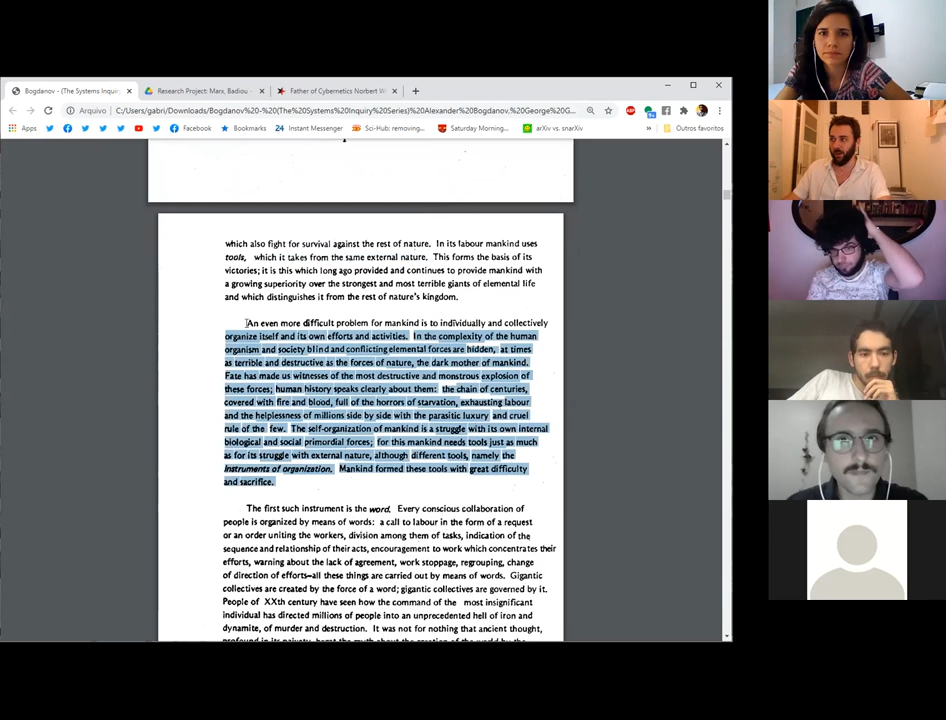 Bogdanov - (The Systems Inquir
Research Project: Marx, Badiou -
Father of Cybernetics Norbert W
Arquivo
C:/Users/gabri/Downloads/Bogdanov%20-%20(The%20Systems%20Inquiry%20Series)%20Alexander%20Bogdanov,%20George%20G...
Apps
Facebook
Bookmarks
24 Instant Messenger
Sci-Hub: removing...
Saturday Morning...
arXiv vs. snarXiv
»
Outros favoritos
which also fight for survival against the rest of nature. In its labour mankind uses
tools, which it takes from the same external nature. This forms the basis of its
victories; it is this which long ago provided and continues to provide mankind with
a growing superiority over the strongest and most terrible giants of elemental life
and which distinguishes it from the rest of nature's kingdom.
An even more difficult problem for mankind is to individually and collectively
organize itself and its own efforts and activities. In the complexity of the human
organism and society blind and conflicting elemental forces are hidden, at times
as terrible and destructive as the forces of nature, the dark mother of mankind.
Fate has made us witnesses of the most destructive and monstrous explosion of
these forces; human history speaks clearly about them: the chain of centuries,
covered with fire and blood, full of the horrors of starvation, exhausting labour
and the helplessness of millions side by side with the parasitic luxury and cruel
rule of the few. The self-organization of mankind is a struggle with its own internal
biological and social primordial forces; for this mankind needs tools just as much
as for its struggle with external nature, although different tools, namely the
instruments of organization. Mankind formed these tools with great difficulty
and sacrifice.
The first such instrument is the word. Every conscious collaboration of
people is organized by means of words: a call to labour in the form of a request
or an order uniting the workers, division among them of tasks, indication of the
sequence and relationship of their acts, encouragement to work which concentrates their
efforts, warning about the lack of agreement, work stoppage, regrouping, change
of direction of efforts—all these things are carried out by means of words. Gigantic
collectives are created by the force of a word; gigantic collectives are governed by it.
People of XXth century have seen how the command of the most insignificant
individual has directed millions of people into an unprecedented hell of iron and
dynamite, of murder and destruction. It was not for nothing that ancient thought,